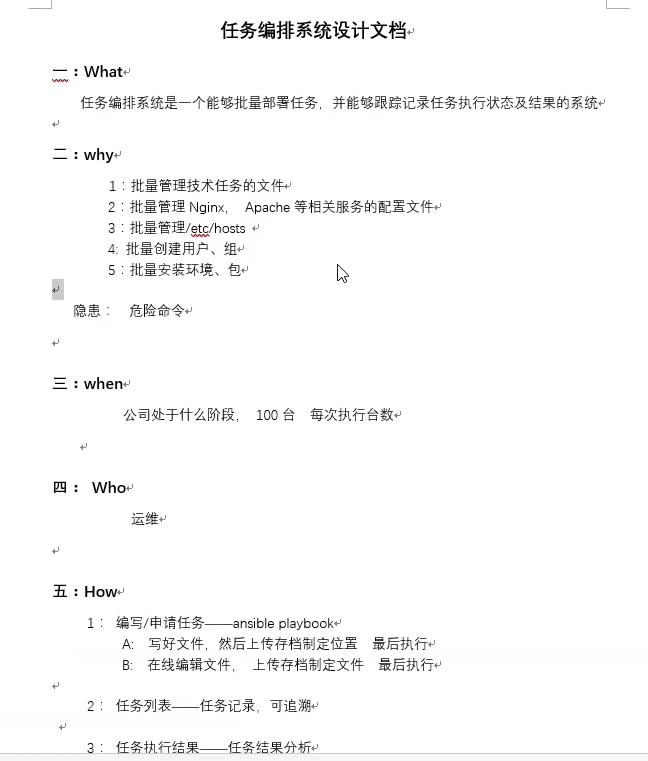 任务编排系统设计文档
一：What
任务编排系统是一个能够批量部署任务，并能够跟踪记录任务执行状态及结果的系统
二：why
1：批量管理技术任务的文件
2：批量管理 Nginx， Apache 等相关服务的配置文件
3：批量管理/etc/hosts
4: 批量创建用户、组
5：批量安装环境、包
隐患： 危险命令
三：when
公司处于什么阶段， 100 台 每次执行台数
四： Who
运维
五：How
1： 编写/申请任务——ansible playbook
A: 写好文件，然后上传存档制定位置 最后执行
B: 在线编辑文件， 上传存档制定文件 最后执行
2： 任务列表——任务记录，可追溯
3： 任务执行结果——任务结果分析